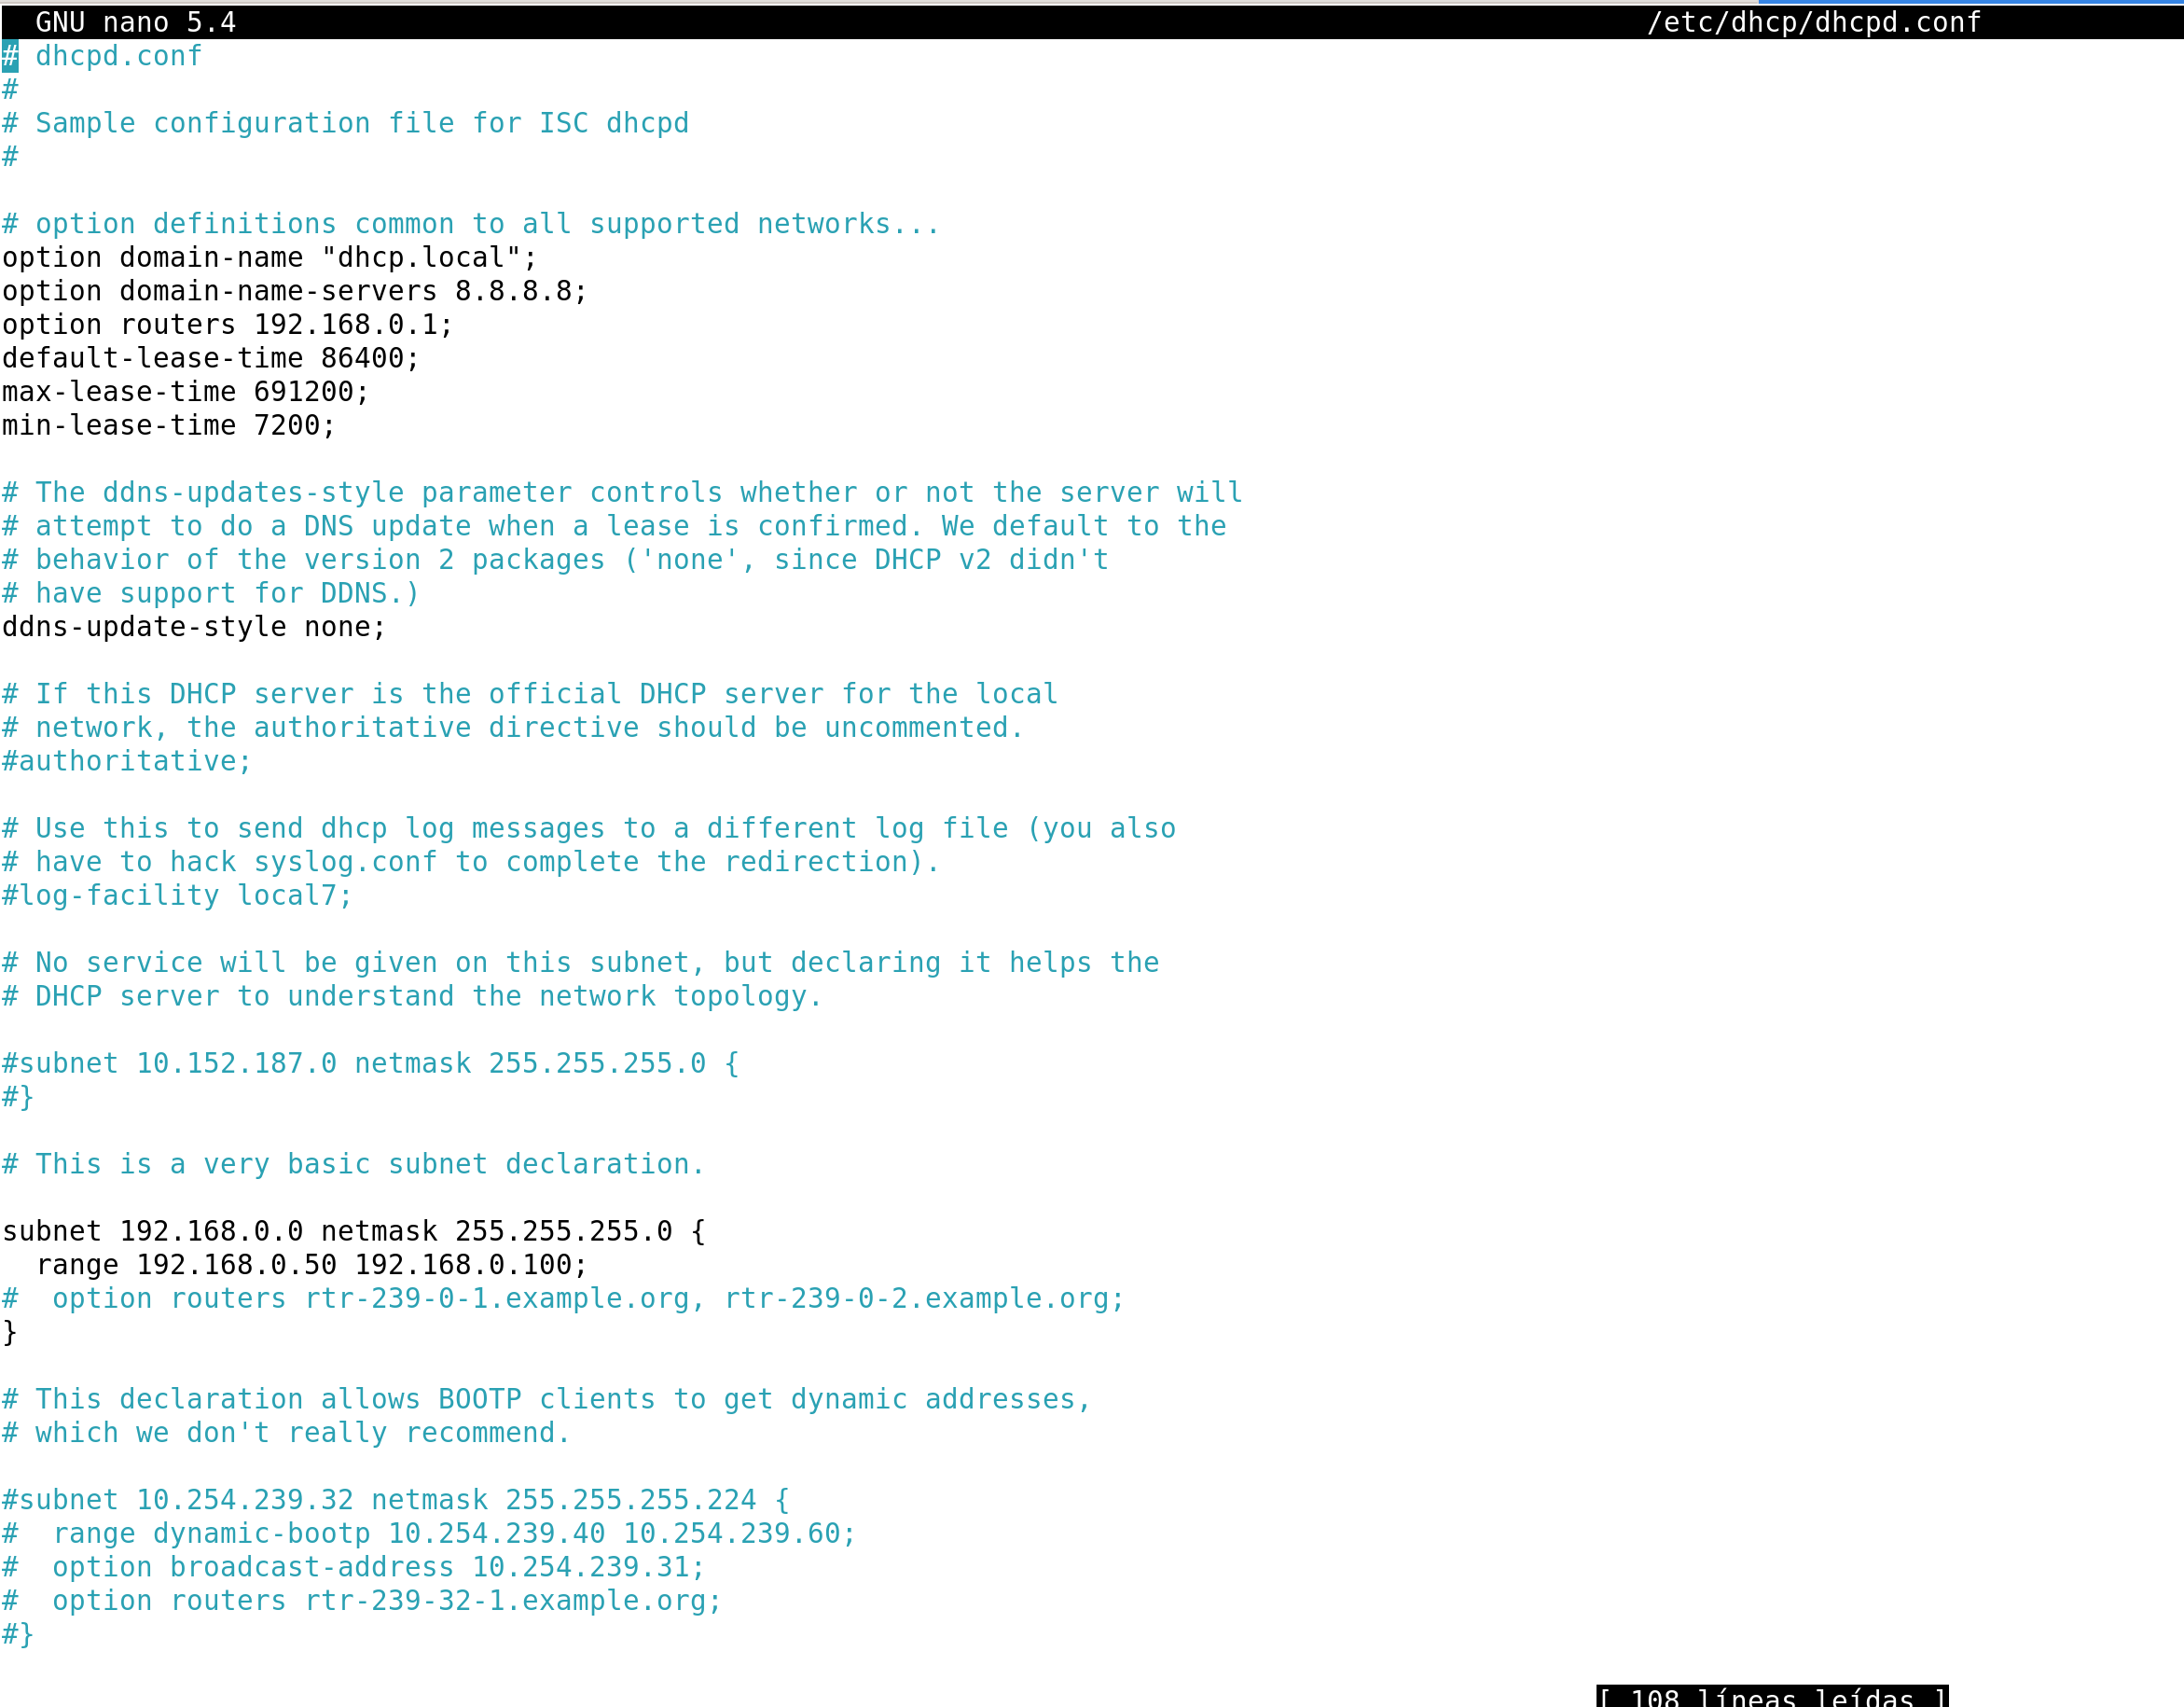 GNU nano 5.4 /etc/dhcp/dhcpd.conf
# dhcpd.conf
#
# Sample configuration file for ISC dhcpd
#
# option definitions common to all supported networks...
option domain-name "dhcp.local";
option domain-name-servers 8.8.8.8;
option routers 192.168.0.1;
default-lease-time 86400;
max-lease-time 691200;
min-lease-time 7200;
# The ddns-updates-style parameter controls whether or not the server will
# attempt to do a DNS update when a lease is confirmed. We default to the
# behavior of the version 2 packages ('none', since DHCP v2 didn't
# have support for DDNS.)
ddns-update-style none;
# If this DHCP server is the official DHCP server for the local
# network, the authoritative directive should be uncommented.
#authoritative;
# Use this to send dhcp log messages to a different log file (you also
# have to hack syslog.conf to complete the redirection).
#log-facility local7;
# No service will be given on this subnet, but declaring it helps the
# DHCP server to understand the network topology.
#subnet 10.152.187.0 netmask 255.255.255.0 {
#}
# This is a very basic subnet declaration.
subnet 192.168.0.0 netmask 255.255.255.0 {
  range 192.168.0.50 192.168.0.100;
#  option routers rtr-239-0-1.example.org, rtr-239-0-2.example.org;
}
# This declaration allows BOOTP clients to get dynamic addresses,
# which we don't really recommend.
#subnet 10.254.239.32 netmask 255.255.255.224 {
#  range dynamic-bootp 10.254.239.40 10.254.239.60;
#  option broadcast-address 10.254.239.31;
#  option routers rtr-239-32-1.example.org;
#}
[ 108 líneas leídas ]